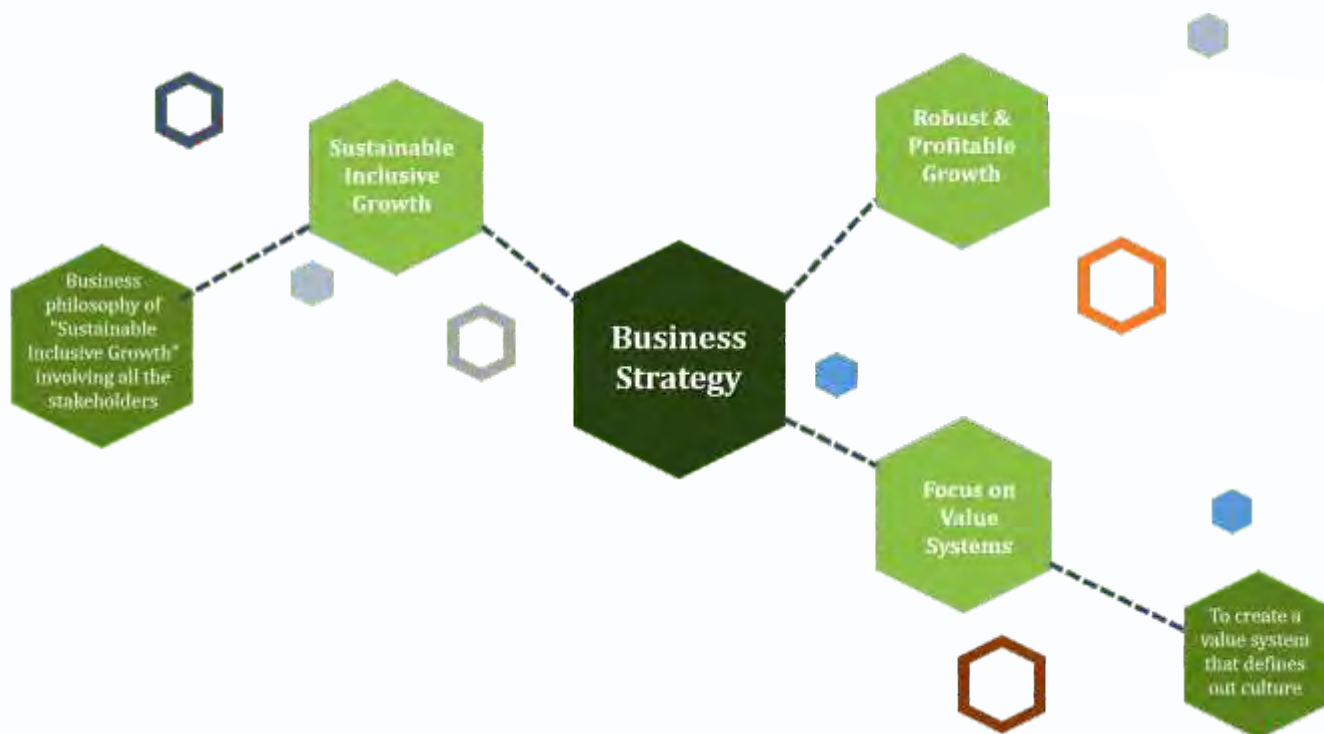 Sustainable
Inclusive
Growth
Robust &
Profitable
Growth
Business
philosophy of
"Sustainable
Inclusive Growth"
involving all the
stakeholders
Business
Strategy
Focus on
Value
Systems
To create a
value system
that defines
out culture